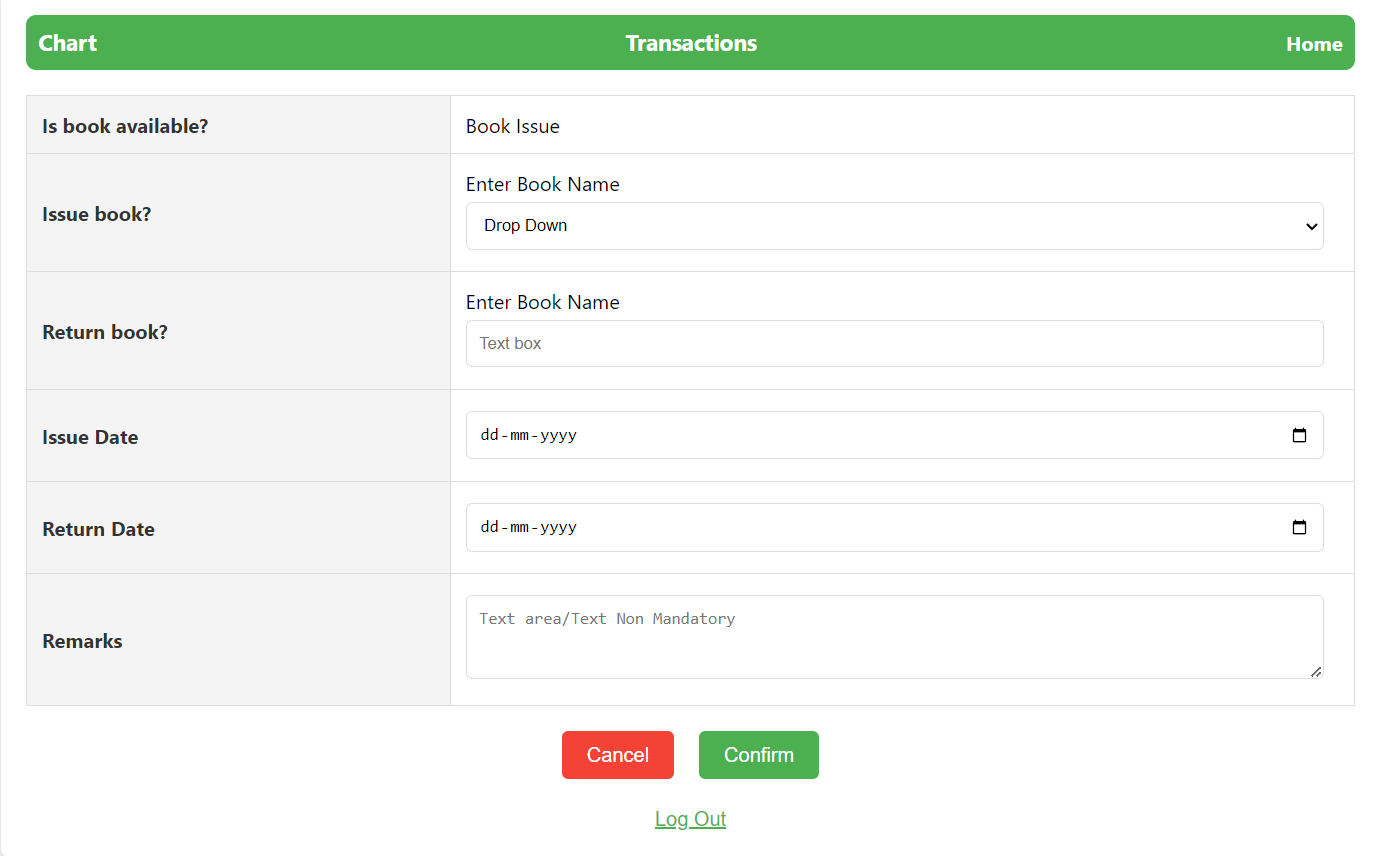 Chart Transactions Home
Is book available? Book Issue
Issue book? Enter Book Name
Drop Down
Return book? Enter Book Name
Text box
Issue Date dd-mm-yyyy
Return Date dd-mm-yyyy
Remarks Text area/Text Non Mandatory
Cancel Confirm
Log Out